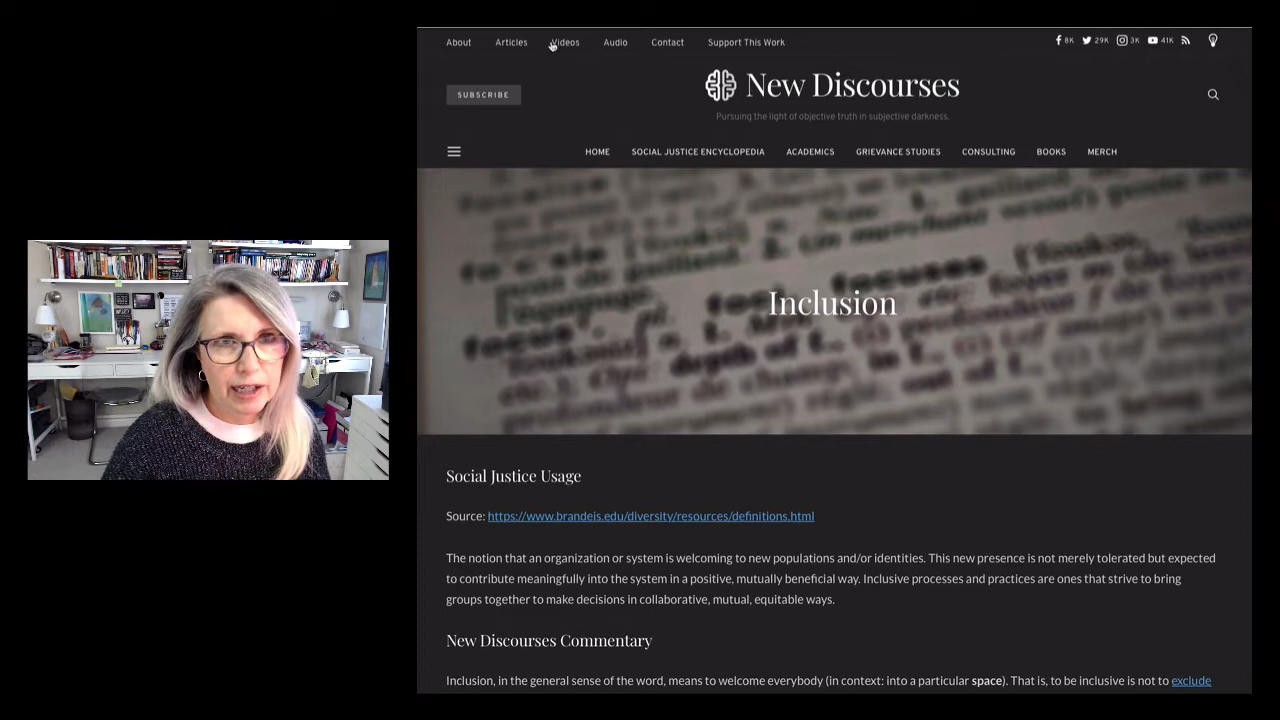 About Articles Videos Audio Contact Support This Work
8K 29K 3K 41K
SUBSCRIBE
New Discourses
Pursuing the light of objective truth in subjective darkness.
HOME SOCIAL JUSTICE ENCYCLOPEDIA ACADEMICS GRIEVANCE STUDIES CONSULTING BOOKS MERCH
Inclusion
Social Justice Usage
Source: https://www.brandeis.edu/diversity/resources/definitions.html
The notion that an organization or system is welcoming to new populations and/or identities. This new presence is not merely tolerated but expected
to contribute meaningfully into the system in a positive, mutually beneficial way. Inclusive processes and practices are ones that strive to bring
groups together to make decisions in collaborative, mutual, equitable ways.
New Discourses Commentary
Inclusion, in the general sense of the word, means to welcome everybody (in context: into a particular space). That is, to be inclusive is not to exclude